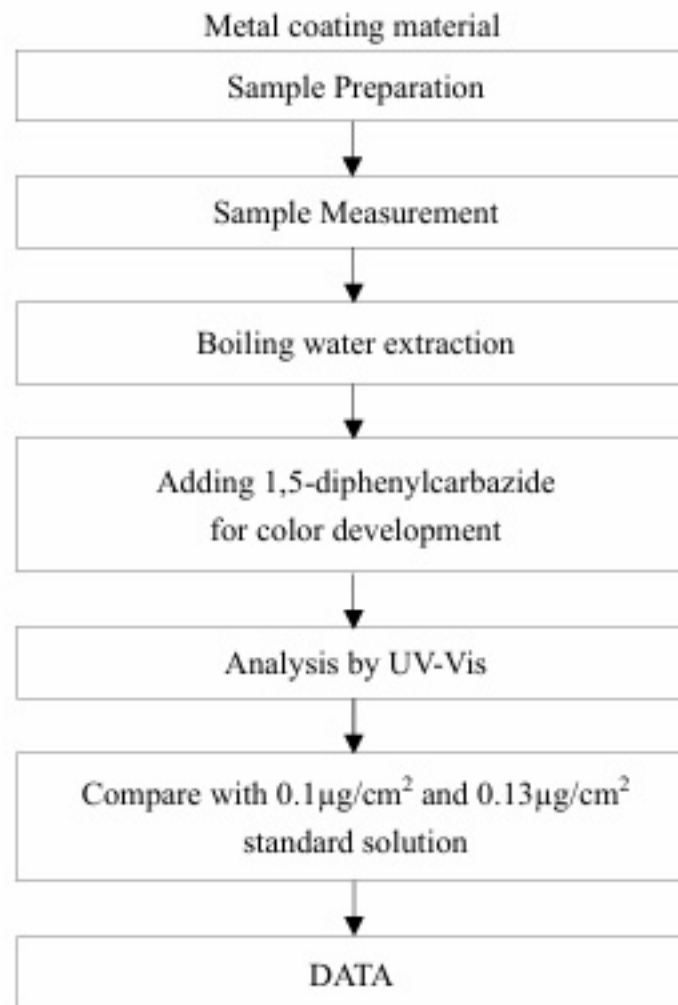 Metal coating material
Sample Preparation
Sample Measurement
Boiling water extraction
Adding 1,5-diphenylcarbazide
for color development
Analysis by UV-Vis
Compare with 0.1μg/cm² and 0.13μg/cm²
standard solution
DATA